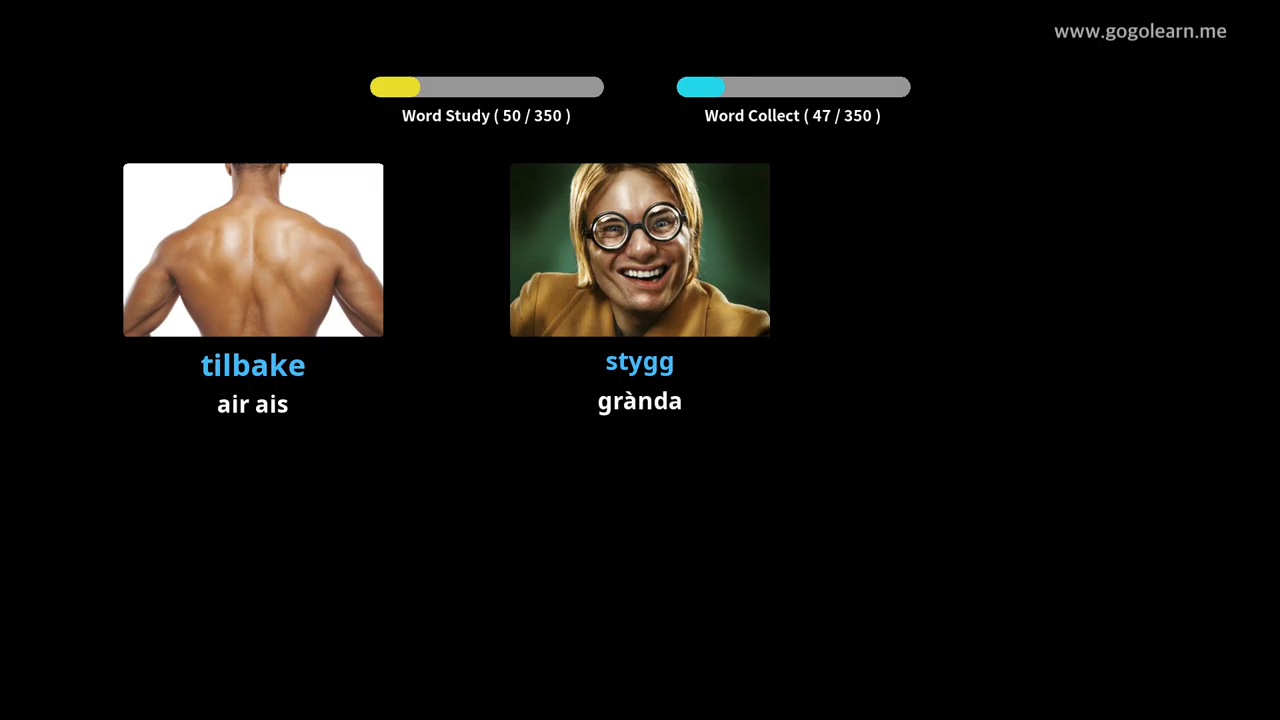 www.gogolearn.me
Word Study ( 50 / 350 )
Word Collect ( 47 / 350 )
tilbake
air ais
stygg
grànda